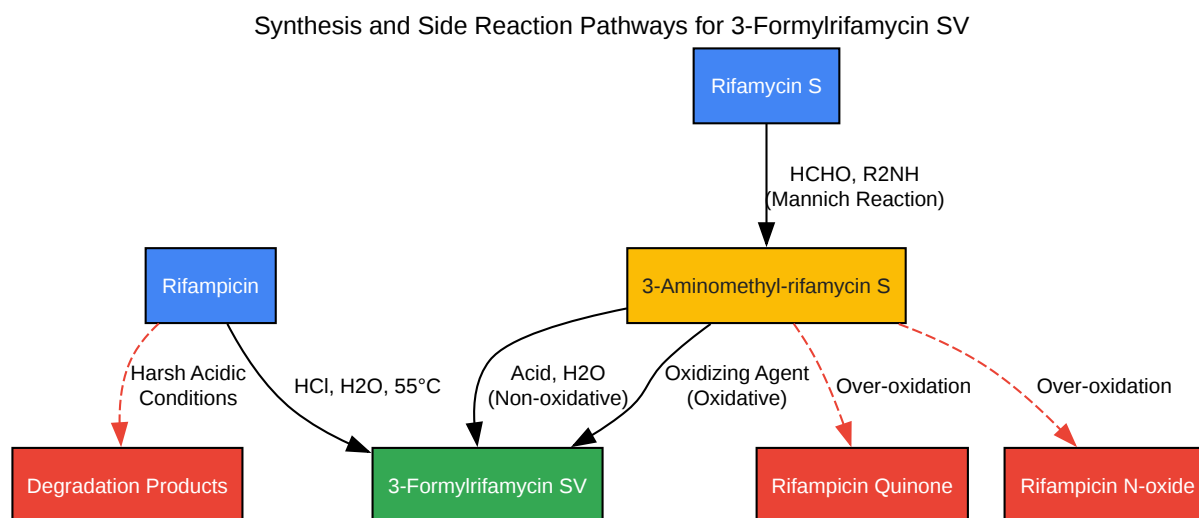 Synthesis and Side Reaction Pathways for 3-Formylrifamycin SV
Rifamycin S
HCHO, R2NH
(Mannich Reaction)
Rifampicin
3-Aminomethyl-rifamycin S
Harsh Acidic
Conditions
HCl, H2O, 55°C
Acid, H2O
(Non-oxidative)
Oxidizing Agent
(Oxidative)
Over-oxidation
Over-oxidation
Degradation Products
3-Formylrifamycin SV
Rifampicin Quinone
Rifampicin N-oxide